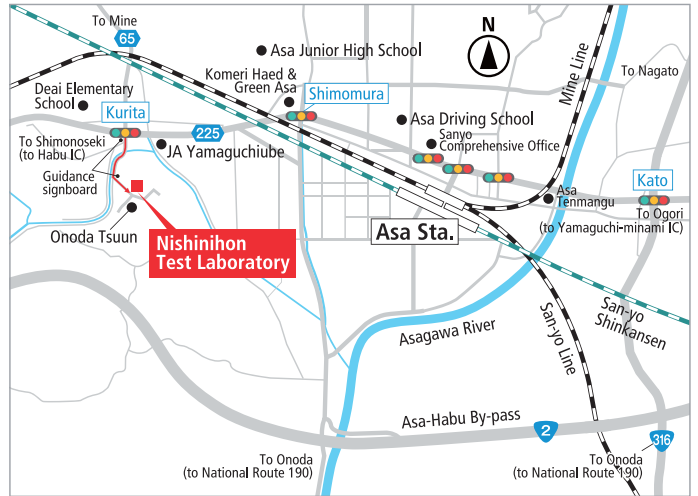 To Mine
65
Asa Junior High School
N
Mine Line
To Nagato
Komeri Haed &
Green Asa
Deai Elementary
School
Shimomura
Asa Driving School
Kurita
225
Sanyo
Comprehensive Office
To Shimonoseki
(to Habu IC)
JA Yamaguchiube
Guidance
signboard
Asa
Tenmangu
Kato
To Ogori
(to Yamaguchi-minami IC)
Onoda Tsuun
Nishinihon
Test Laboratory
Asa Sta.
San-yo
Shinkansen
San-yo Line
Asagawa River
Asa-Habu By-pass
2
316
To Onoda
(to National Route 190)
To Onoda
(to National Route 190)